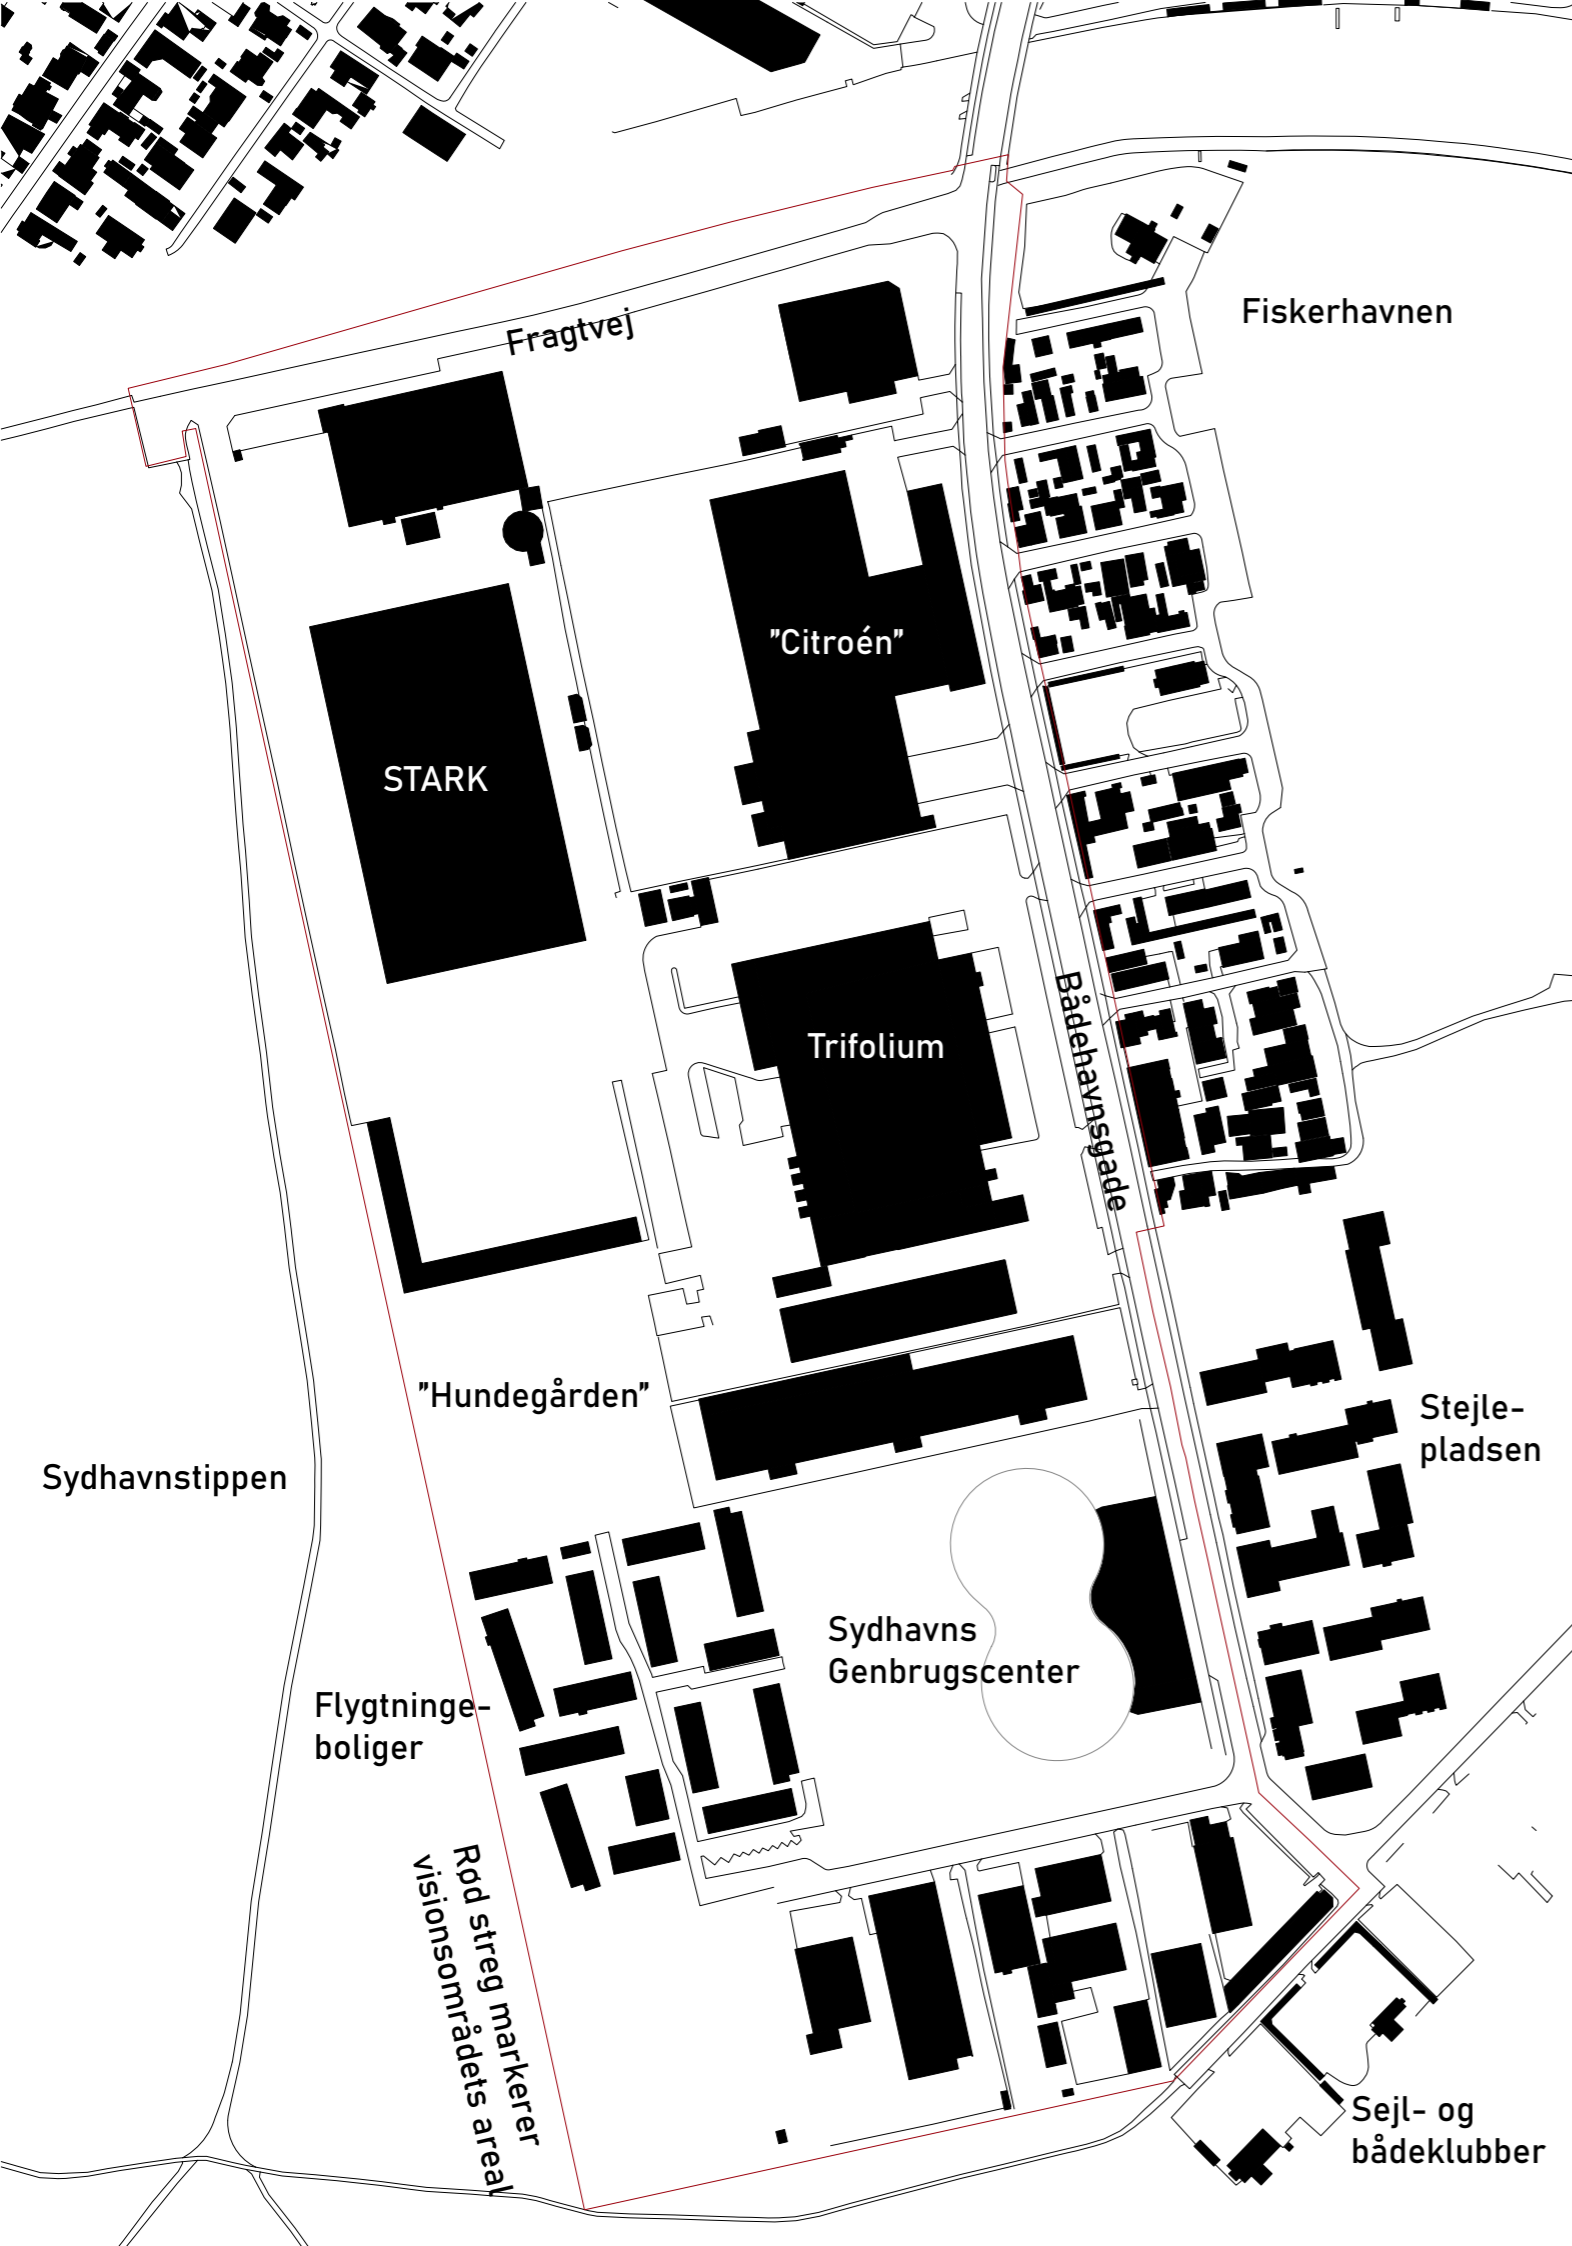 Fiskerhavnen
Fragtvej
"Citroén"
STARK
Bådehavnsgade
Trifolium
"Hundegården"
Stejle-
pladsen
Sydhavnstippen
Sydhavns
Genbrugscenter
Flygtninge-
boliger
Rød streg markerer
visionsområdets areal
Sejl- og
bådeklubber